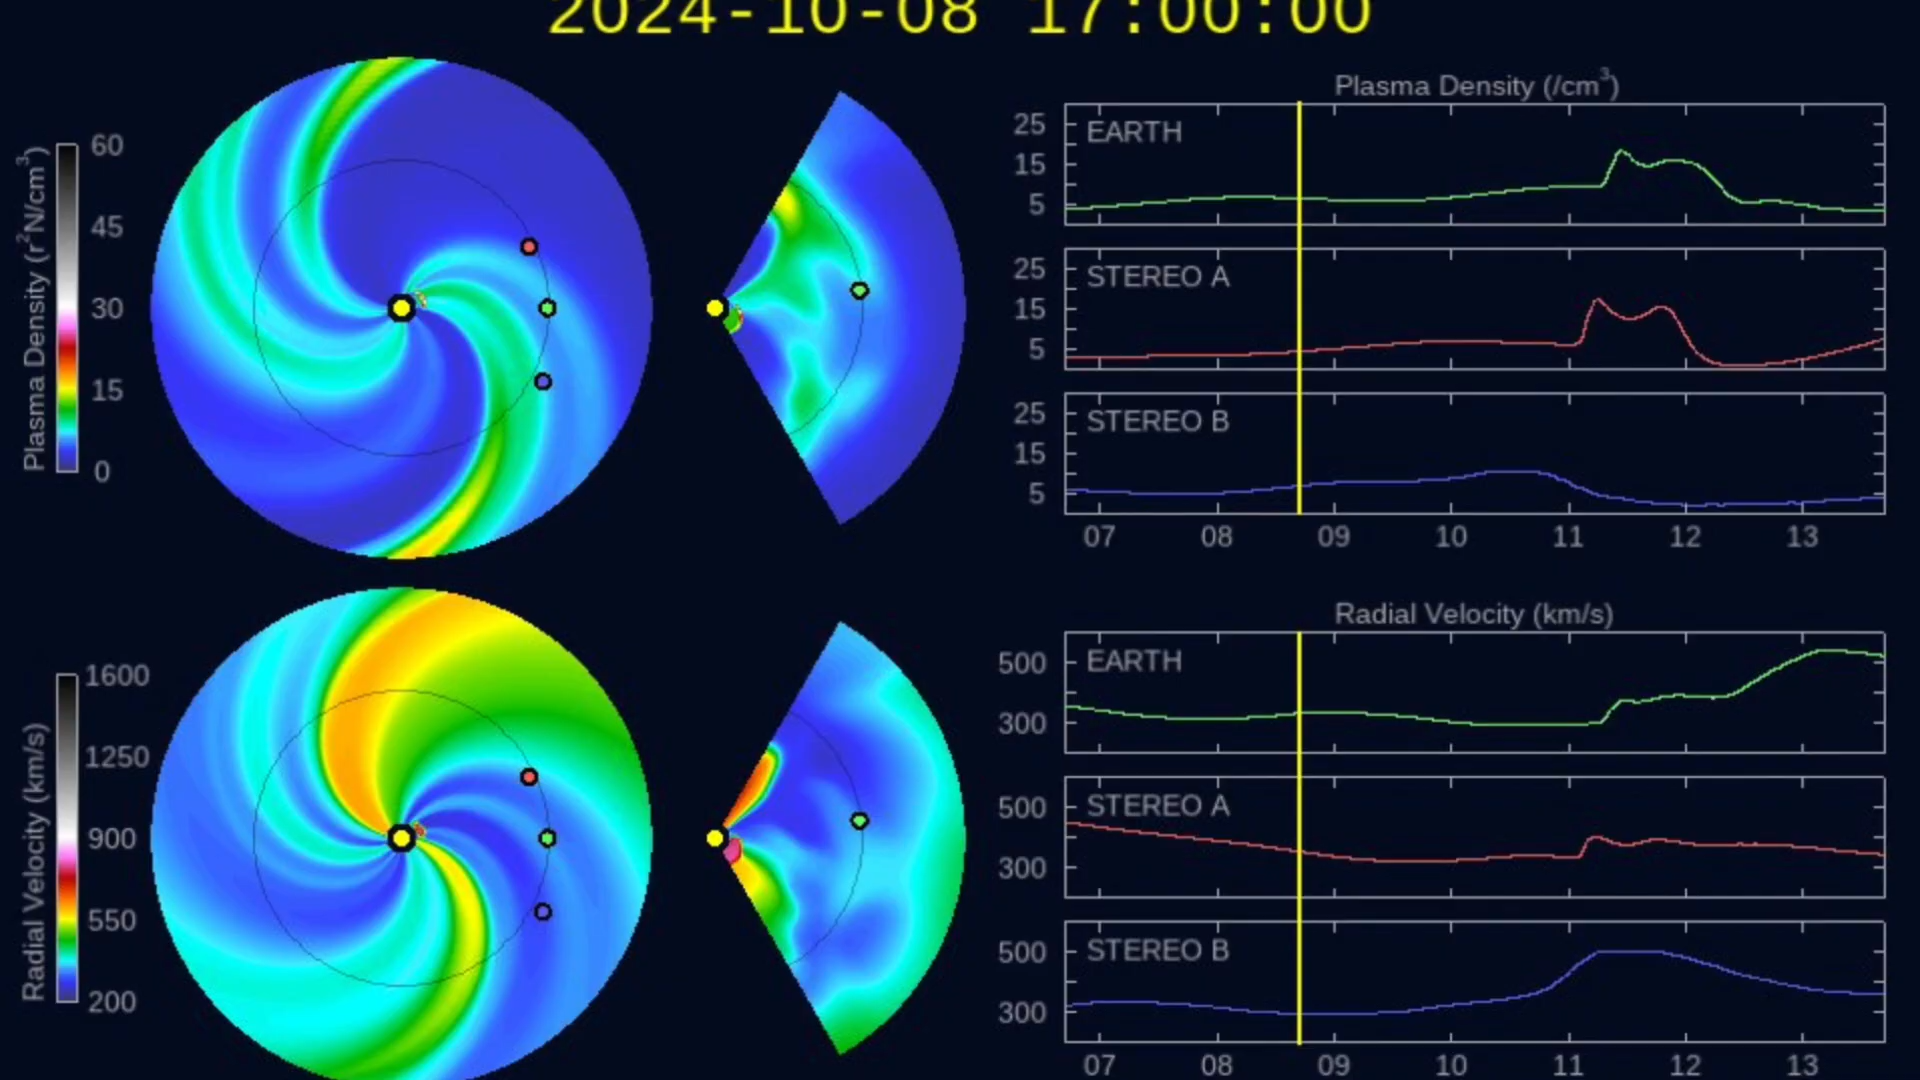 2024-10-08 17:00:00
Plasma Density (r²N/cm³)
60
45
30
15
0
Plasma Density (/cm³)
25
15
5
EARTH
25
15
5
STEREO A
25
15
5
STEREO B
07 08 09 10 11 12 13
Radial Velocity (km/s)
1600
1250
900
550
200
Radial Velocity (km/s)
500
300
EARTH
500
300
STEREO A
500
300
STEREO B
07 08 09 10 11 12 13